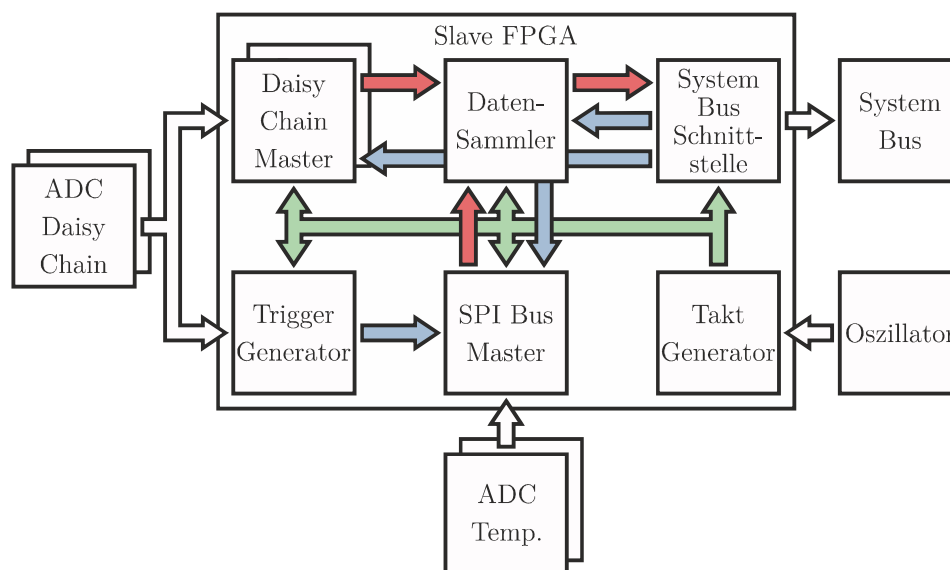 Slave FPGA
Daisy
Chain
Master
Daten-
Sammler
System
Bus
Schnitt-
stelle
System
Bus
ADC
Daisy
Chain
Trigger
Generator
SPI Bus
Master
Takt
Generator
Oszillator
ADC
Temp.